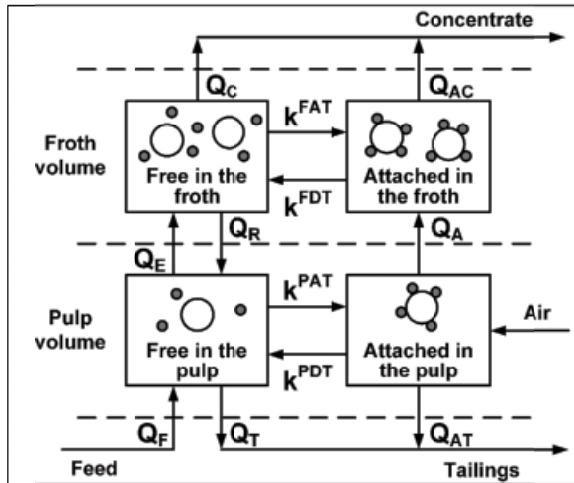 Concentrate
Q_C
Q_AC
k^FAT
Froth
volume
Free in the
froth
Attached in
the froth
k^FDT
Q_R
Q_A
Q_E
k^PAT
Pulp
volume
Air
Free in the
pulp
Attached in
the pulp
k^PDT
Q_F
Q_T
Q_AT
Feed
Tailings